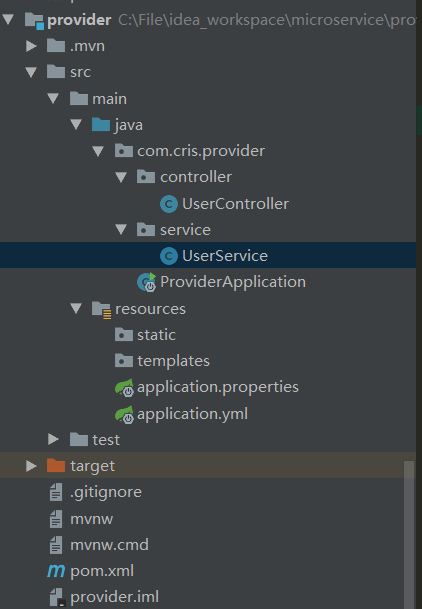 provider C:\File\idea_workspace\microservice\pro
.mvn
src
main
java
com.cris.provider
controller
UserController
service
UserService
ProviderApplication
resources
static
templates
application.properties
application.yml
test
target
.gitignore
mvnw
mvnw.cmd
pom.xml
provider.iml